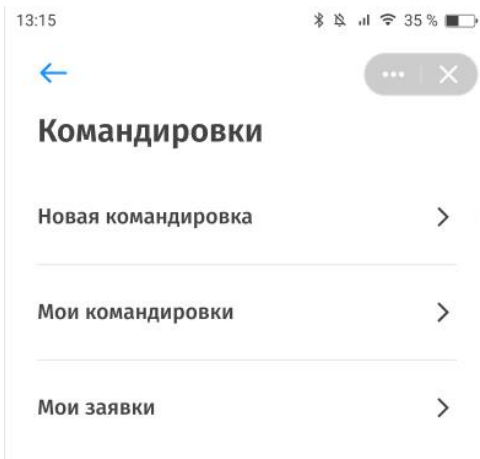 13:15 35 %
Командировки
Новая командировка
Мои командировки
Мои заявки